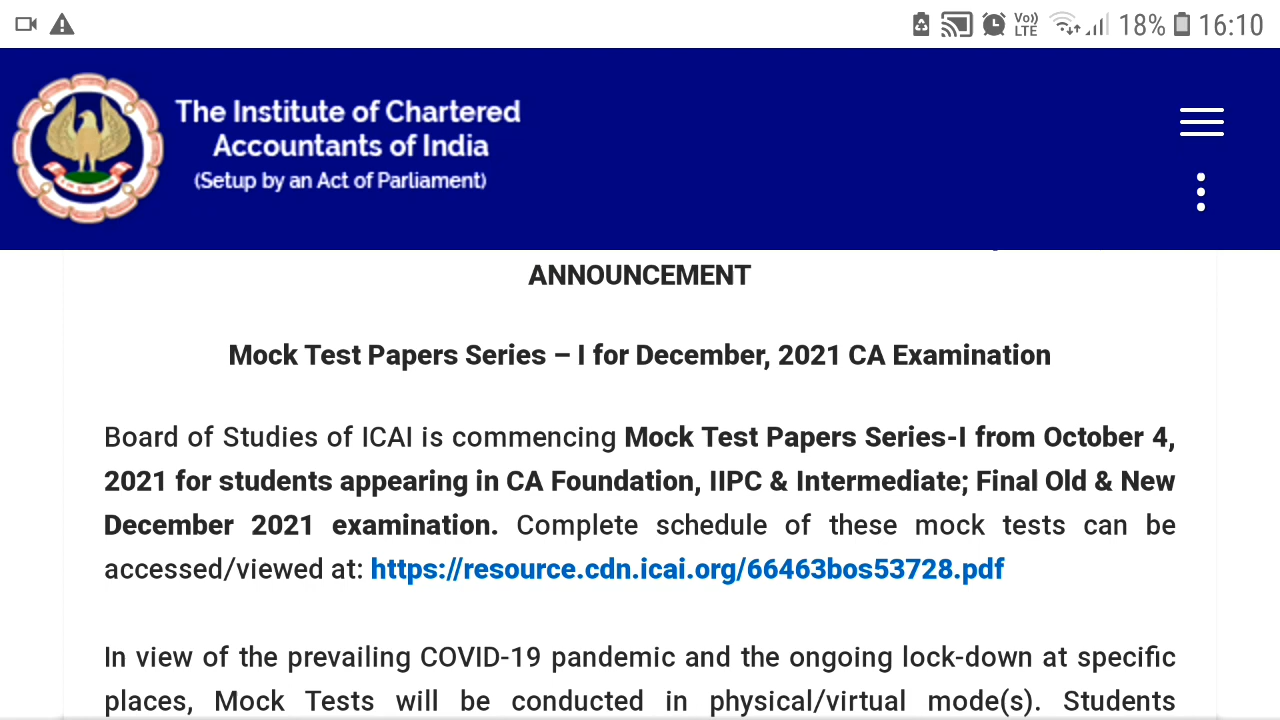 Vo)) LTE 18% 16:10
The Institute of Chartered
Accountants of India
(Setup by an Act of Parliament)
ANNOUNCEMENT
Mock Test Papers Series – I for December, 2021 CA Examination
Board of Studies of ICAI is commencing Mock Test Papers Series-I from October 4,
2021 for students appearing in CA Foundation, IIPC & Intermediate; Final Old & New
December 2021 examination. Complete schedule of these mock tests can be
accessed/viewed at: https://resource.cdn.icai.org/66463bos53728.pdf
In view of the prevailing COVID-19 pandemic and the ongoing lock-down at specific
places, Mock Tests will be conducted in physical/virtual mode(s). Students